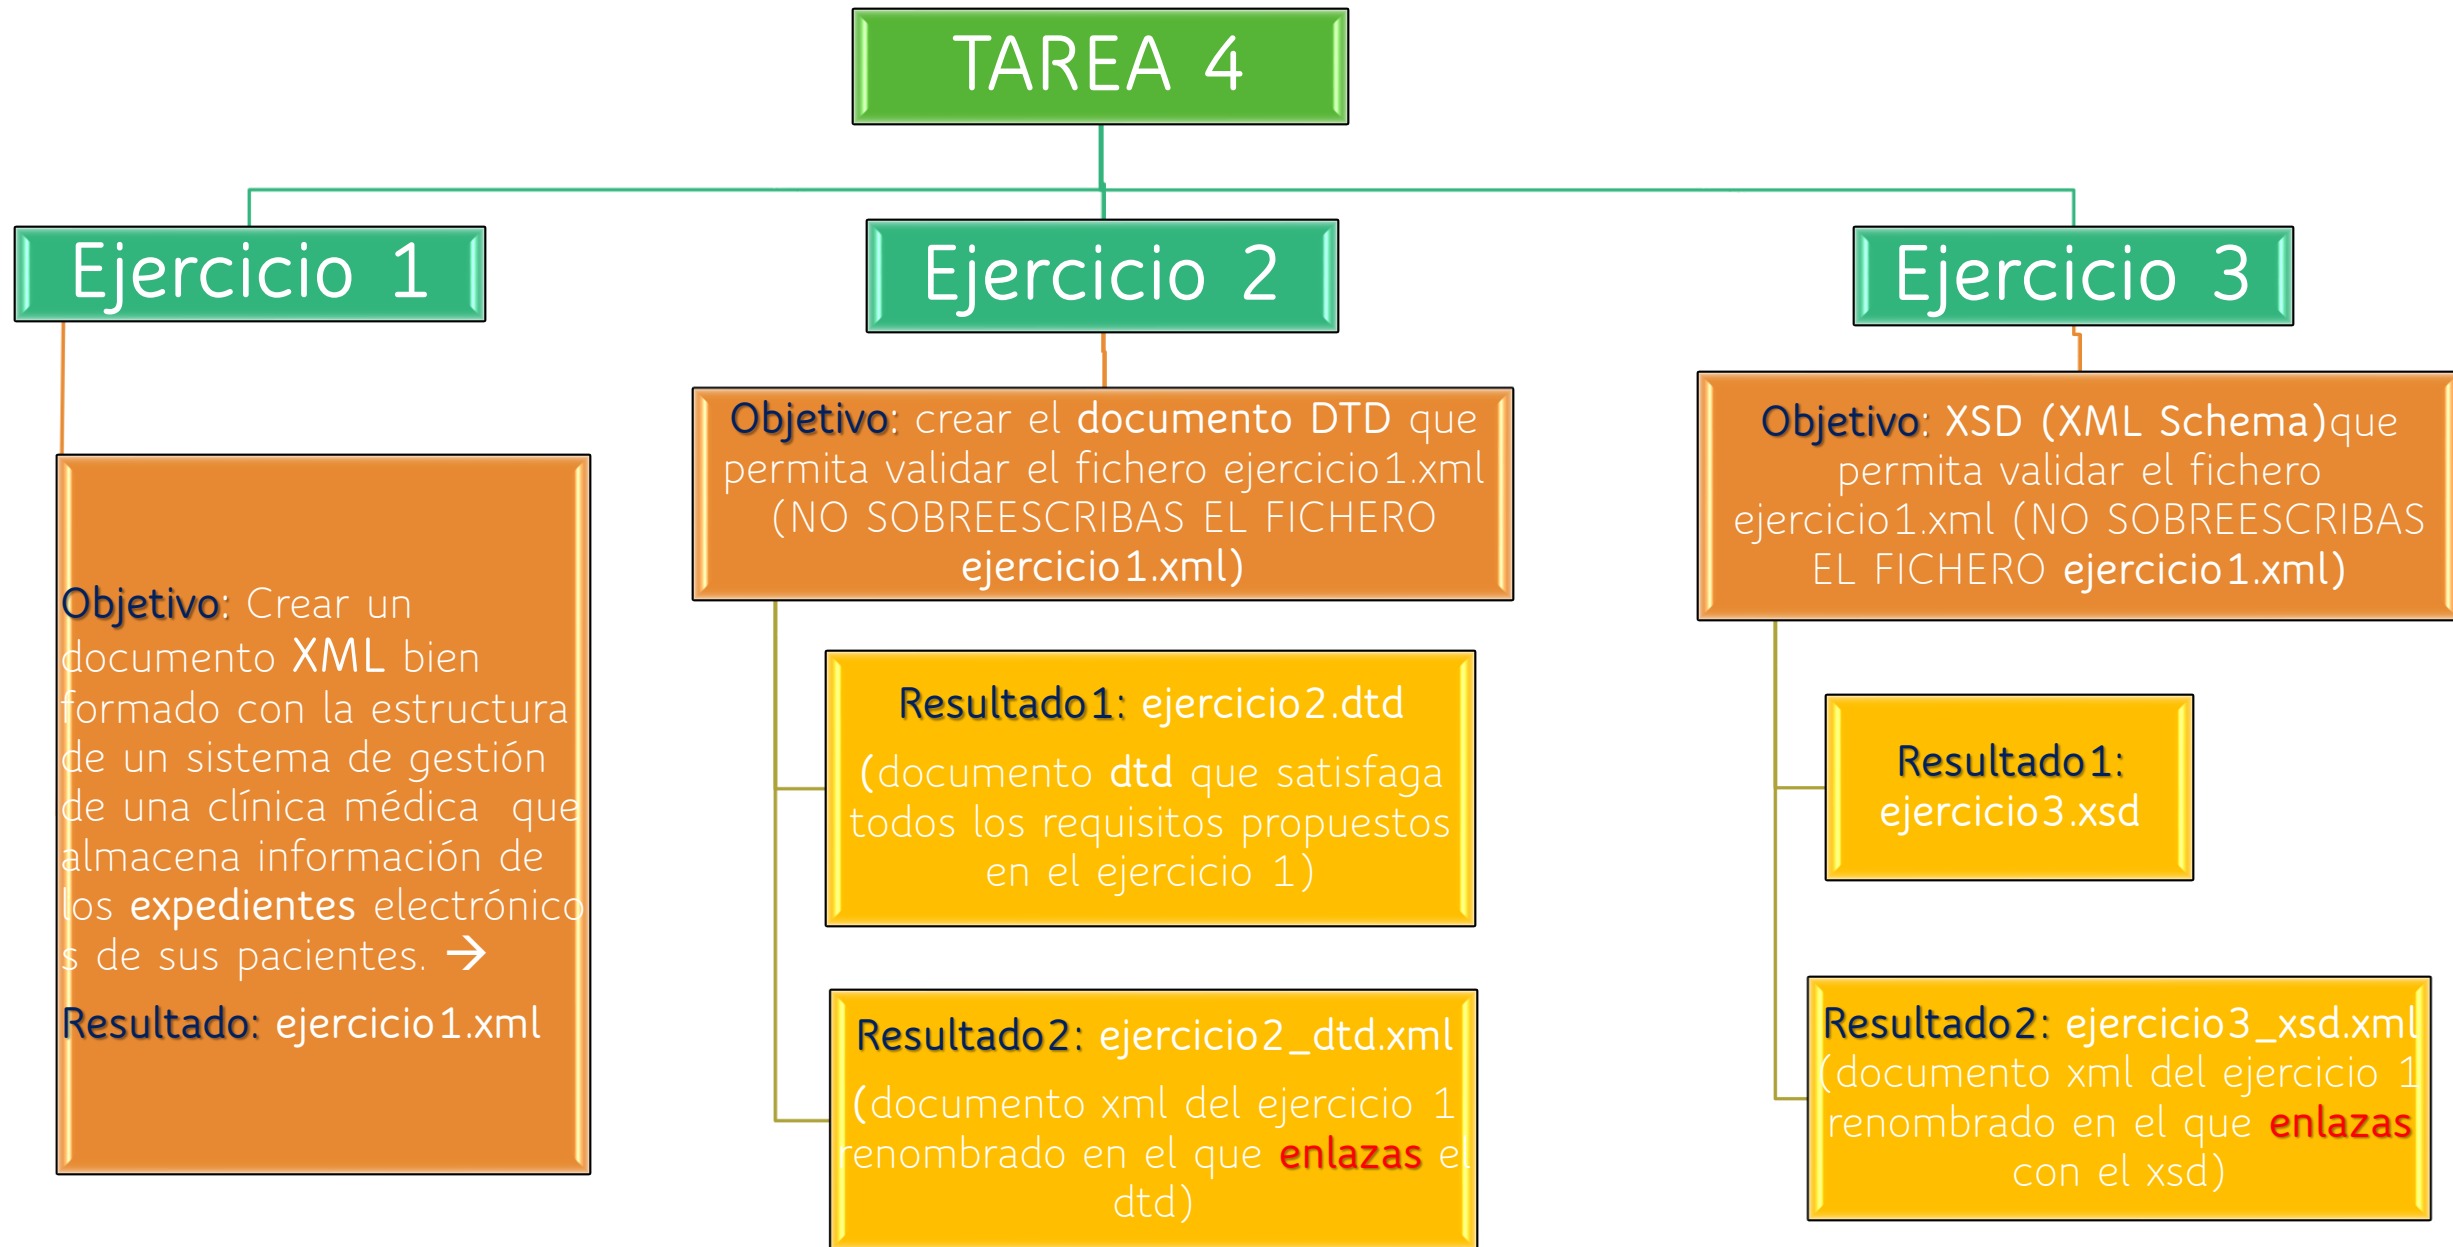 TAREA 4
Ejercicio 1
Ejercicio 2
Ejercicio 3
Objetivo: Crear un
documento XML bien
formado con la estructura
de un sistema de gestión
de una clínica médica  que
almacena información de
los expedientes electrónico
s de sus pacientes. →
Resultado: ejercicio1.xml
Objetivo: crear el documento DTD que
permita validar el fichero ejercicio1.xml
(NO SOBREESCRIBAS EL FICHERO
ejercicio1.xml)
Resultado1: ejercicio2.dtd
(documento dtd que satisfaga
todos los requisitos propuestos
en el ejercicio 1)
Resultado2: ejercicio2_dtd.xml
(documento xml del ejercicio 1
renombrado en el que enlazas el
dtd)
Objetivo: XSD (XML Schema)que
permita validar el fichero
ejercicio1.xml (NO SOBREESCRIBAS
EL FICHERO ejercicio1.xml)
Resultado1:
ejercicio3.xsd
Resultado2: ejercicio3_xsd.xml
(documento xml del ejercicio 1
renombrado en el que enlazas
con el xsd)